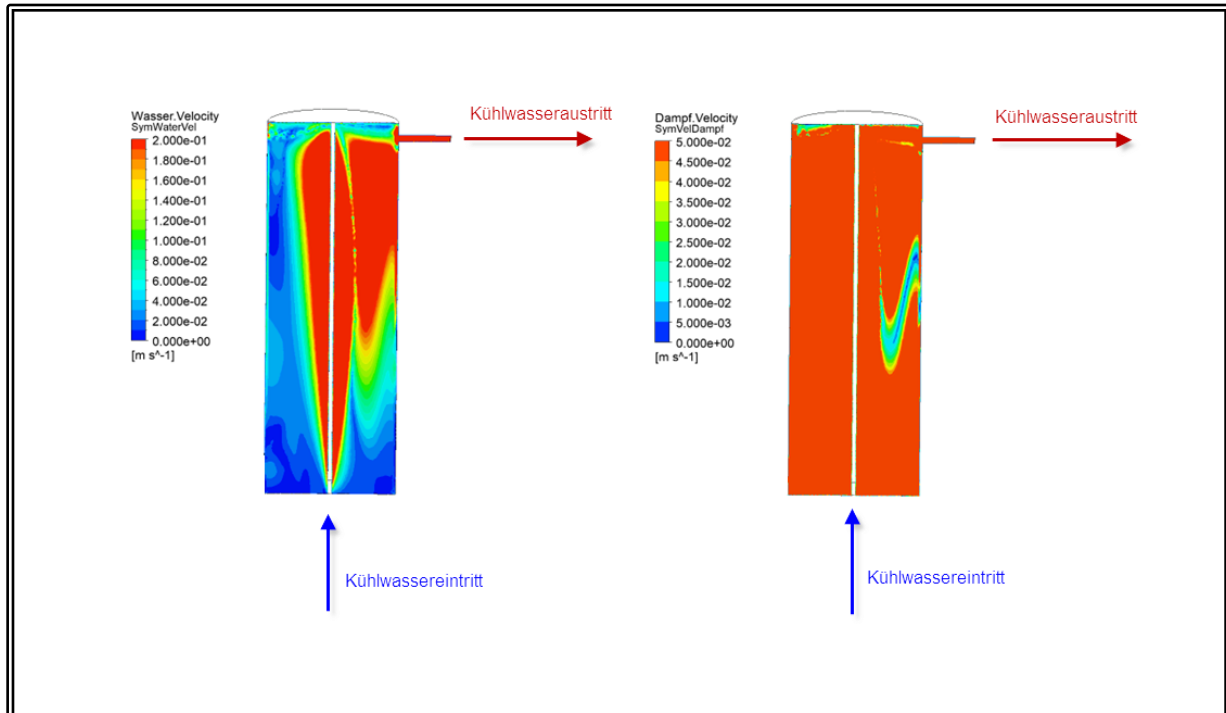 Wasser.Velocity
SymWaterVel
2.000e-01
1.800e-01
1.600e-01
1.400e-01
1.200e-01
1.000e-01
8.000e-02
6.000e-02
4.000e-02
2.000e-02
0.000e+00
[m s^-1]
Kühlwasseraustritt
Kühlwassereintritt
Dampf.Velocity
SymVelDampf
5.000e-02
4.500e-02
4.000e-02
3.500e-02
3.000e-02
2.500e-02
2.000e-02
1.500e-02
1.000e-02
5.000e-03
0.000e+00
[m s^-1]
Kühlwasseraustritt
Kühlwassereintritt